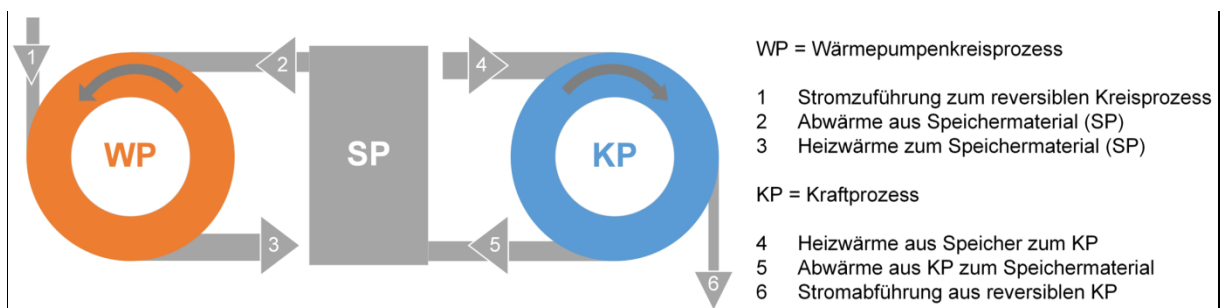 1
2
4
WP
SP
KP
3
5
6
WP = Wärmepumpenkreisprozess
1 Stromzuführung zum reversiblen Kreisprozess
2 Abwärme aus Speichermaterial (SP)
3 Heizwärme zum Speichermaterial (SP)
KP = Kraftprozess
4 Heizwärme aus Speicher zum KP
5 Abwärme aus KP zum Speichermaterial
6 Stromabführung aus reversiblen KP